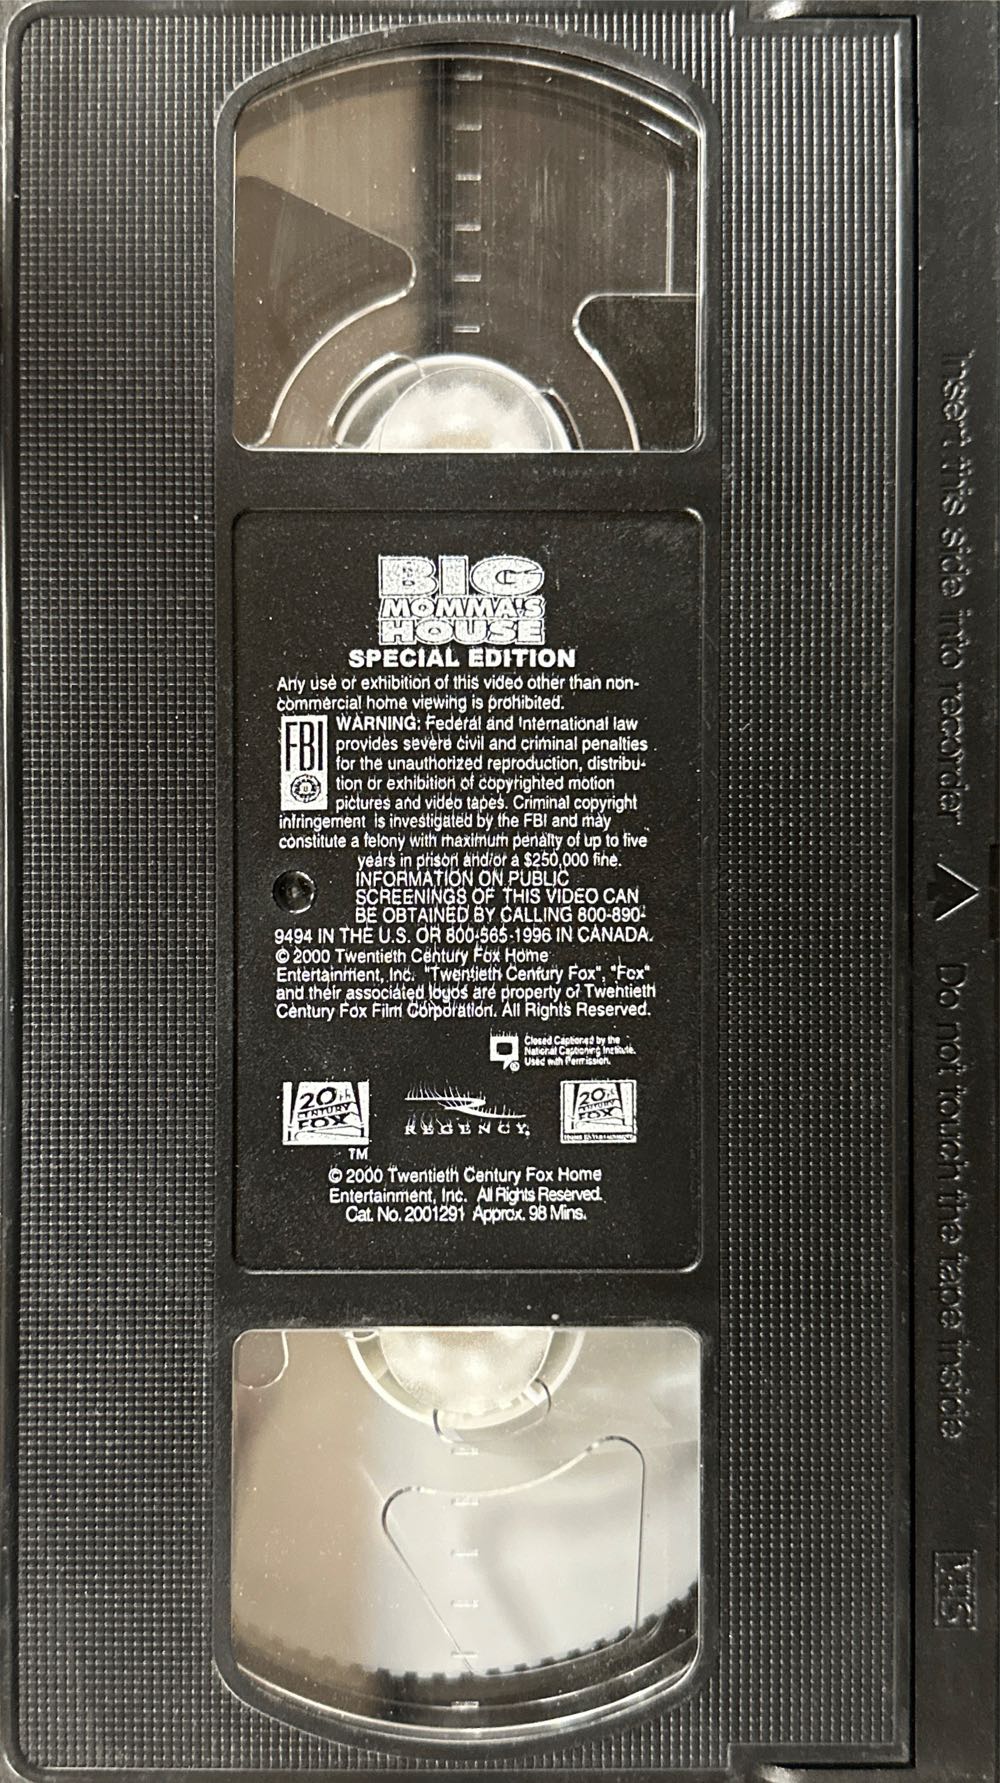 BIG
MOMMA'S
HOUSE
SPECIAL EDITION
Any use or exhibition of this video other than non-
commercial home viewing is prohibited.
FBI
WARNING: Federal and International law
provides severe civil and criminal penalties
for the unauthorized reproduction, distribu-
tion or exhibition of copyrighted motion
pictures and video tapes. Criminal copyright
infringement is investigated by the FBI and may
constitute a felony with maximum penalty of up to five
years in prison and/or a $250,000 fine.
INFORMATION ON PUBLIC
SCREENINGS OF THIS VIDEO CAN
BE OBTAINED BY CALLING 800-890-
9494 IN THE U.S. OR 800-565-1996 IN CANADA.
© 2000 Twentieth Century Fox Home
Entertainment, Inc. "Twentieth Century Fox", "Fox"
and their associated logos are property of Twentieth
Century Fox Film Corporation. All Rights Reserved.
Closed Captioned by the
National Captioning Institute.
Used with Permission.
20th
CENTURY
FOX
TM
REGENCY
20th
CENTURY
FOX
HOME ENTERTAINMENT
© 2000 Twentieth Century Fox Home
Entertainment, Inc. All Rights Reserved.
Cat. No. 2001291 Approx. 98 Mins.
Insert this side into recorder
Do not touch the tape inside
VHS